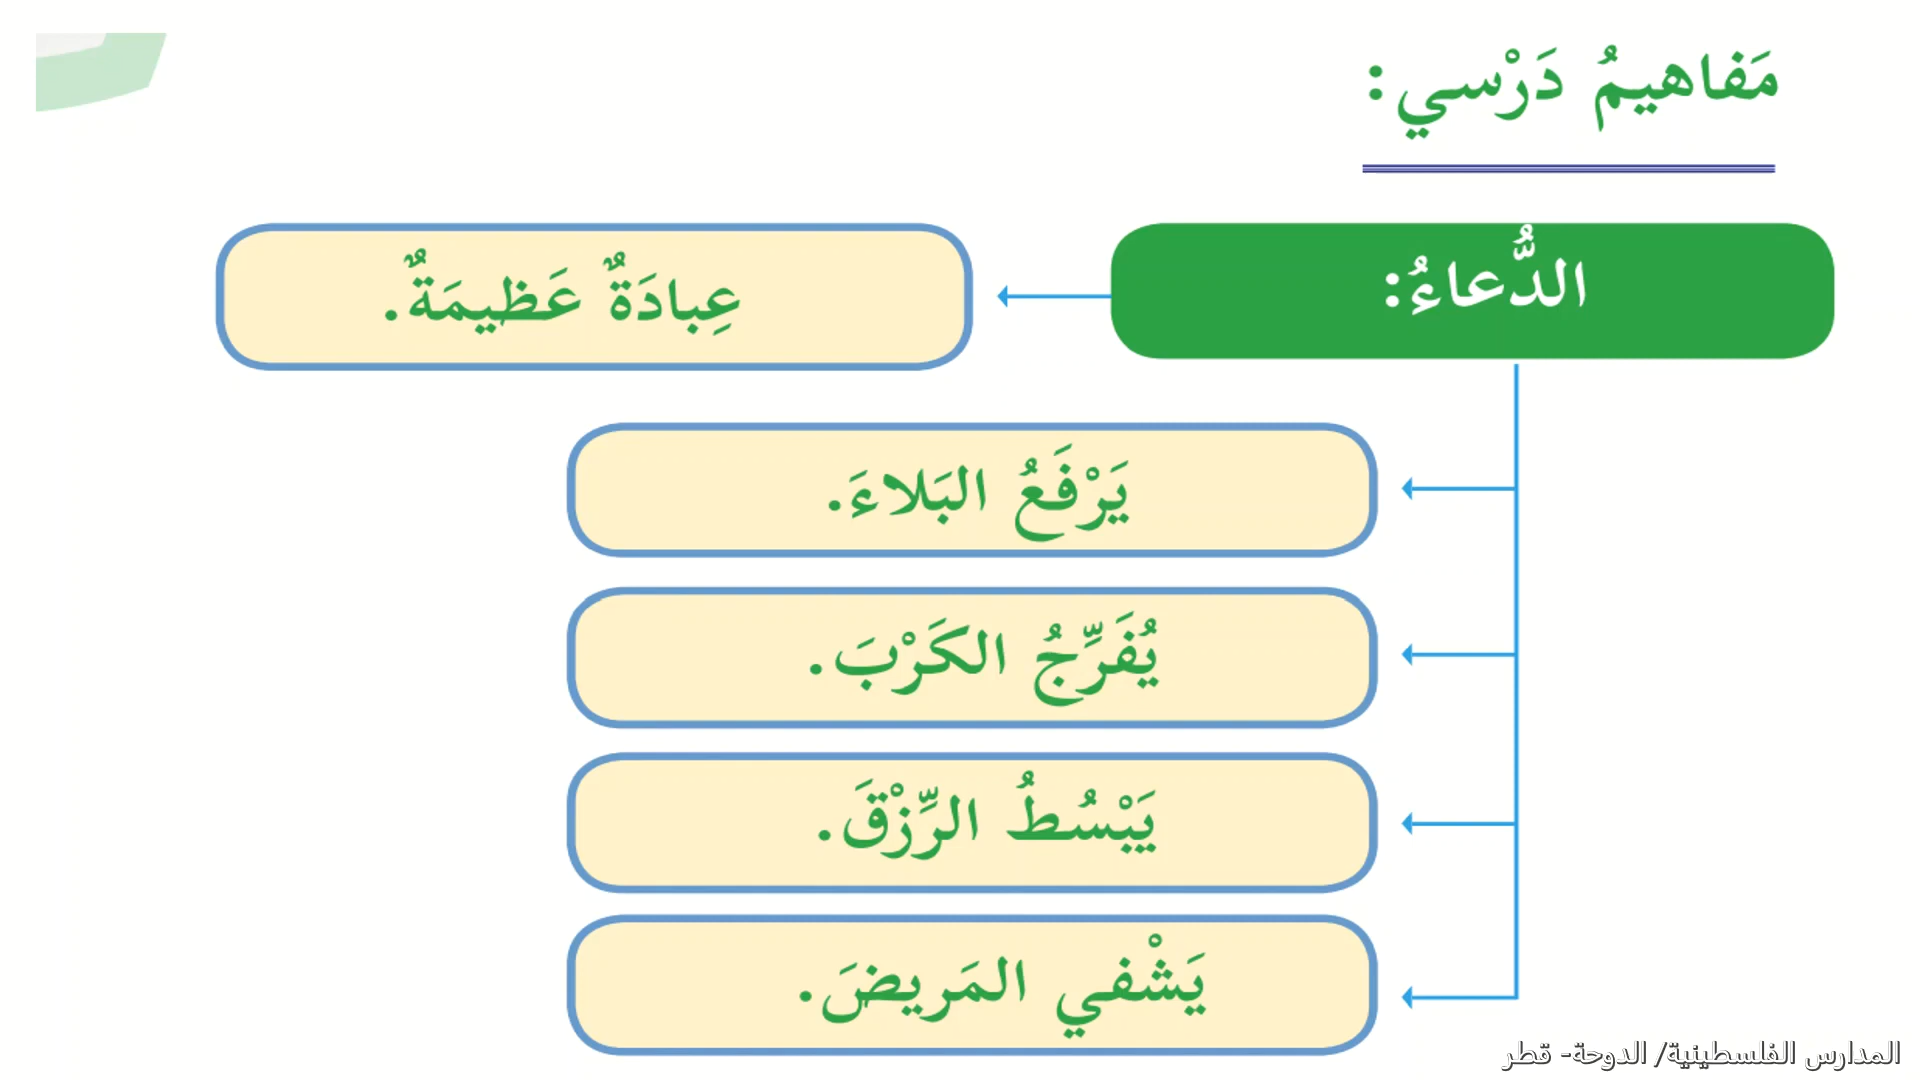 مَفاهيمُ دَرْسي:
الدُّعاءُ:
عِبادَةٌ عَظيمَةٌ.
يَرْفَعُ البَلاءَ.
يُفَرِّجُ الكَرْبَ.
يَبْسُطُ الرِّزْقَ.
يَشْفي المَريضَ.
المدارس الفلسطينية/ الدوحة- قطر